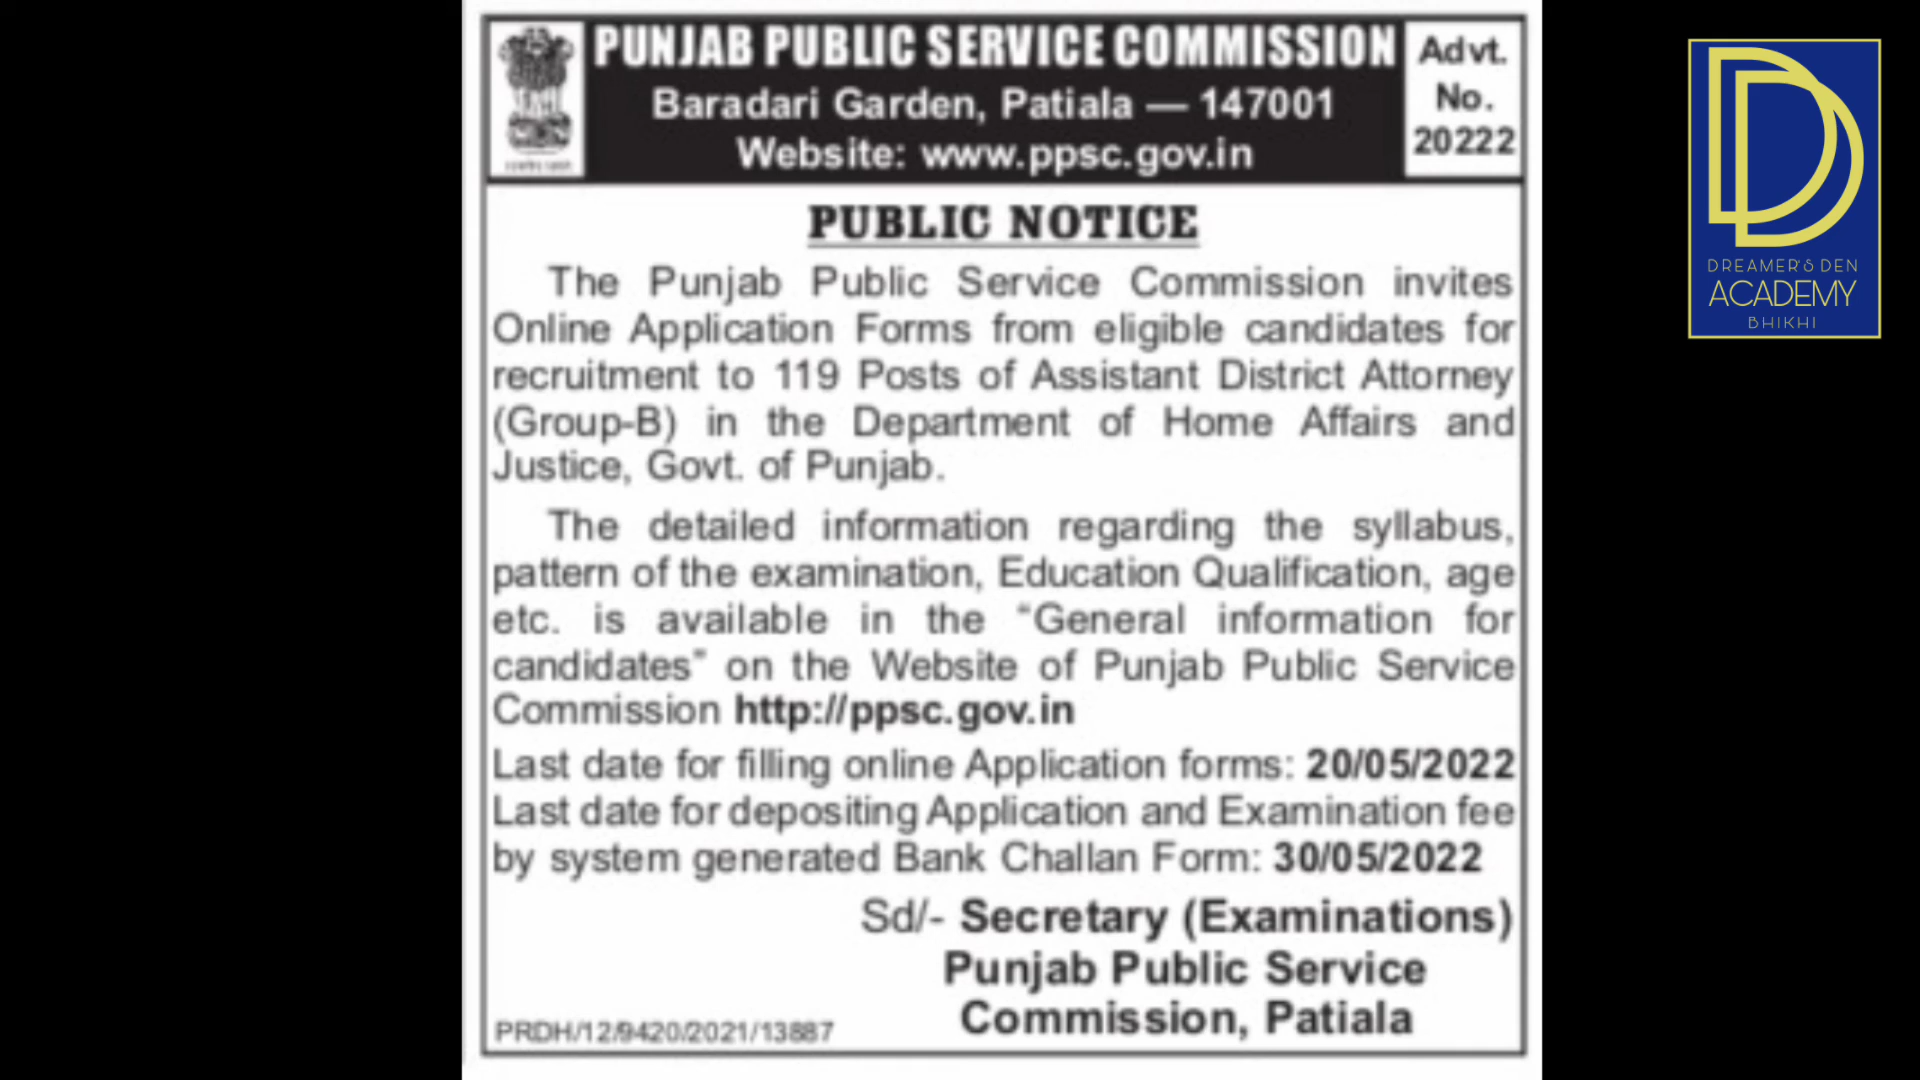 PUNJAB PUBLIC SERVICE COMMISSION
Baradari Garden, Patiala — 147001
Website: www.ppsc.gov.in
Advt.
No.
20222
PUBLIC NOTICE
The Punjab Public Service Commission invites
Online Application Forms from eligible candidates for
recruitment to 119 Posts of Assistant District Attorney
(Group-B) in the Department of Home Affairs and
Justice, Govt. of Punjab.
The detailed information regarding the syllabus,
pattern of the examination, Education Qualification, age
etc. is available in the “General information for
candidates” on the Website of Punjab Public Service
Commission http://ppsc.gov.in
Last date for filling online Application forms: 20/05/2022
Last date for depositing Application and Examination fee
by system generated Bank Challan Form: 30/05/2022
Sd/- Secretary (Examinations)
Punjab Public Service
Commission, Patiala
PRDH/12/9420/2021/13887
DREAMER'S DEN
ACADEMY
BHIKHI